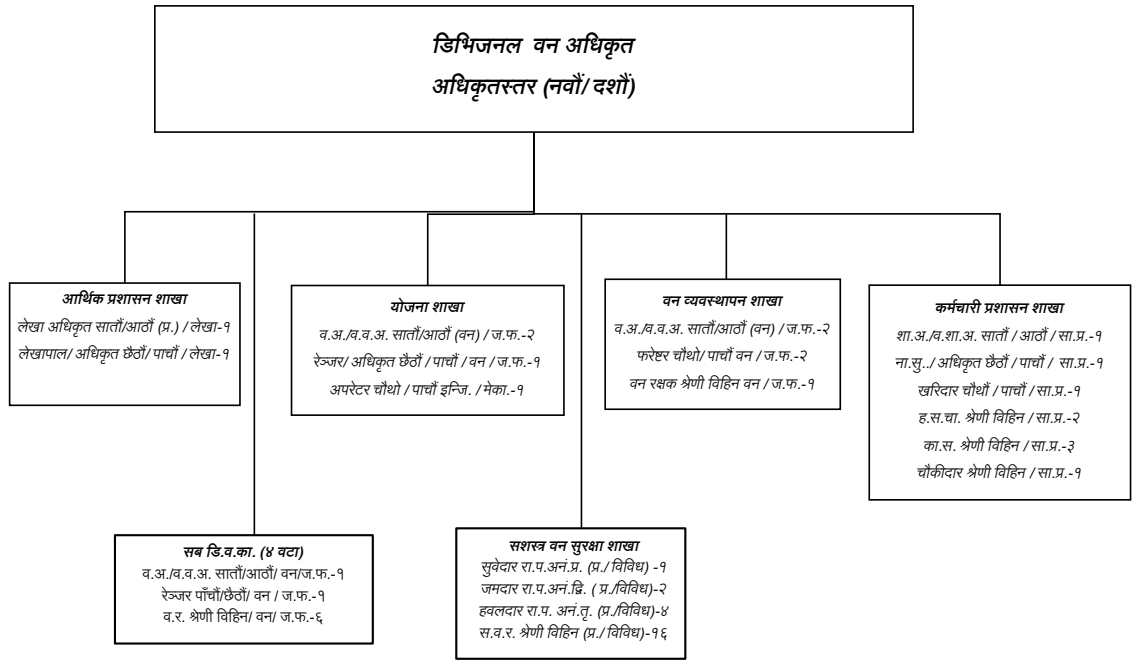 डिभिजनल वन अधिकृत
अधिकृतस्तर (नवौं/ दशौं)
आर्थिक प्रशासन शाखा
लेखा अधिकृत सातौं/आठौं (प्र.) / लेखा-१
लेखापाल/ अधिकृत छैठौं/ पाचौं / लेखा-१
योजना शाखा
व.अ./व.व.अ. सातौं/आठौं (वन) / ज.फ.-२
रेञ्जर/ अधिकृत छैठौं / पाचौं / वन / ज.फ.-१
अपरेटर चौथो / पाचौं इन्जि. / मेका.-१
वन व्यवस्थापन शाखा
व.अ./व.व.अ. सातौं/आठौं (वन) / ज.फ.-२
फरेष्टर चौथो/ पाचौं वन / ज.फ.-२
वन रक्षक श्रेणी विहिन वन / ज.फ.-१
कर्मचारी प्रशासन शाखा
शा.अ./व.शा.अ. सातौं / आठौं / सा.प्र.-१
ना.सु../ अधिकृत छैठौं / पाचौं / सा.प्र.-१
खरिदार चौथौं / पाचौं / सा.प्र.-१
ह.स.चा. श्रेणी विहिन / सा.प्र.-२
का.स. श्रेणी विहिन / सा.प्र.-३
चौकीदार श्रेणी विहिन / सा.प्र.-१
सब डि.व.का. (४ वटा)
व.अ./व.व.अ. सातौं/आठौं/ वन/ज.फ.-१
रेञ्जर पाँचौं/छैठौं/ वन / ज.फ.-१
व.र. श्रेणी विहिन/ वन/ ज.फ.-६
सशस्त्र वन सुरक्षा शाखा
सुवेदार रा.प.अनं.प्र. (प्र./ विविध) -१
जमदार रा.प.अनं.द्वि. ( प्र./विविध)-२
हवलदार रा.प. अनं.तृ. (प्र./विविध)-४
स.व.र. श्रेणी विहिन (प्र./ विविध)-१६